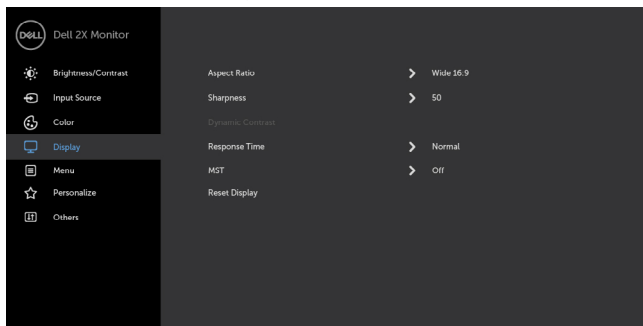 DELL Dell 2X Monitor
Brightness/Contrast
Aspect Ratio Wide 16.9
Input Source
Sharpness 50
Color
Dynamic Contrast
Display
Response Time Normal
Menu
MST Off
Personalize
Reset Display
Others